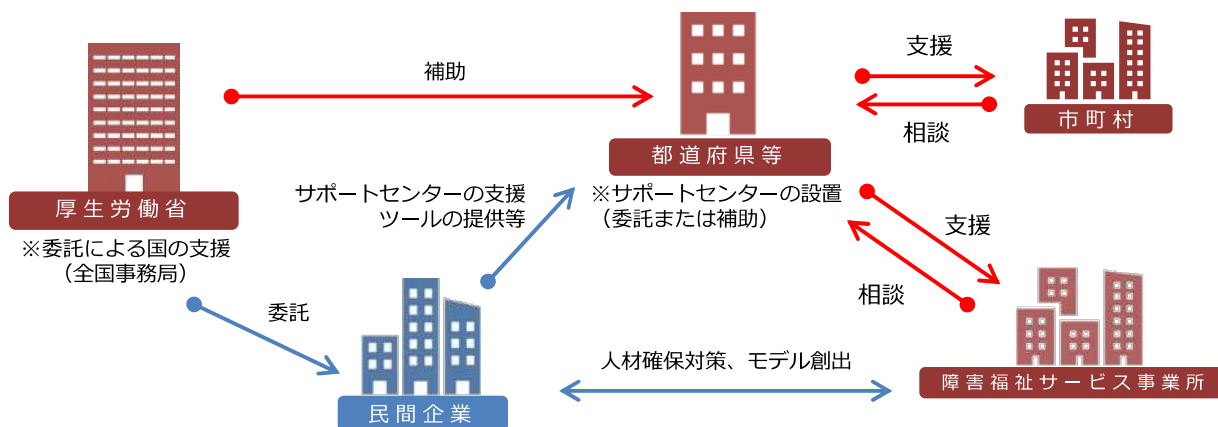 補助
支援
相談
市町村
都道府県等
※サポートセンターの設置
（委託または補助）
厚生労働省
※委託による国の支援
（全国事務局）
サポートセンターの支援
ツールの提供等
支援
相談
委託
民間企業
人材確保対策、モデル創出
障害福祉サービス事業所